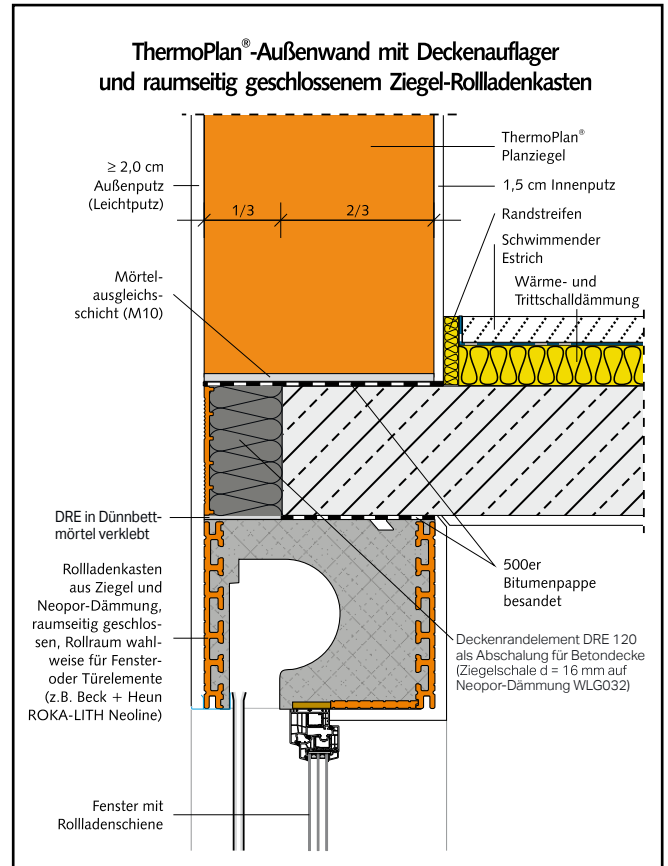 ThermoPlan®-Außenwand mit Deckenauflager
und raumseitig geschlossenem Ziegel-Rollladenkasten
≥ 2,0 cm
Außenputz
(Leichtputz)
1/3
2/3
ThermoPlan®
Planziegel
1,5 cm Innenputz
Randstreifen
Schwimmender
Estrich
Wärme- und
Trittschalldämmung
Mörtel-
ausgleichs-
schicht (M10)
DRE in Dünnbett-
mörtel verklebt
500er
Bitumenpappe
besandet
Rollladenkasten
aus Ziegel und
Neopor-Dämmung,
raumseitig geschlos-
sen, Rollraum wahl-
weise für Fenster-
oder Türelemente
(z.B. Beck + Heun
ROKA-LITH Neoline)
Deckenrandelement DRE 120
als Abschalung für Betondecke
(Ziegelschale d = 16 mm auf
Neopor-Dämmung WLG032)
Fenster mit
Rollladenschiene